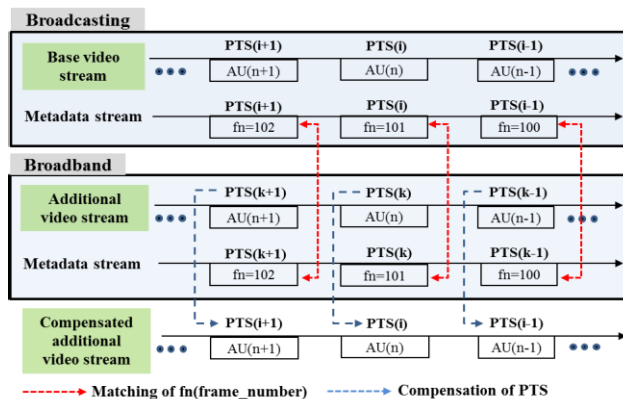 Broadcasting
PTS(i+1) PTS(i) PTS(i-1)
Base video
stream
AU(n+1) AU(n) AU(n-1)
PTS(i+1) PTS(i) PTS(i-1)
Metadata stream
fn=102 fn=101 fn=100
Broadband
PTS(k+1) PTS(k) PTS(k-1)
Additional
video stream
AU(n+1) AU(n) AU(n-1)
PTS(k+1) PTS(k) PTS(k-1)
Metadata stream
fn=102 fn=101 fn=100
Compensated
additional
video stream
PTS(i+1) PTS(i) PTS(i-1)
AU(n+1) AU(n) AU(n-1)
Matching of fn(frame_number) Compensation of PTS